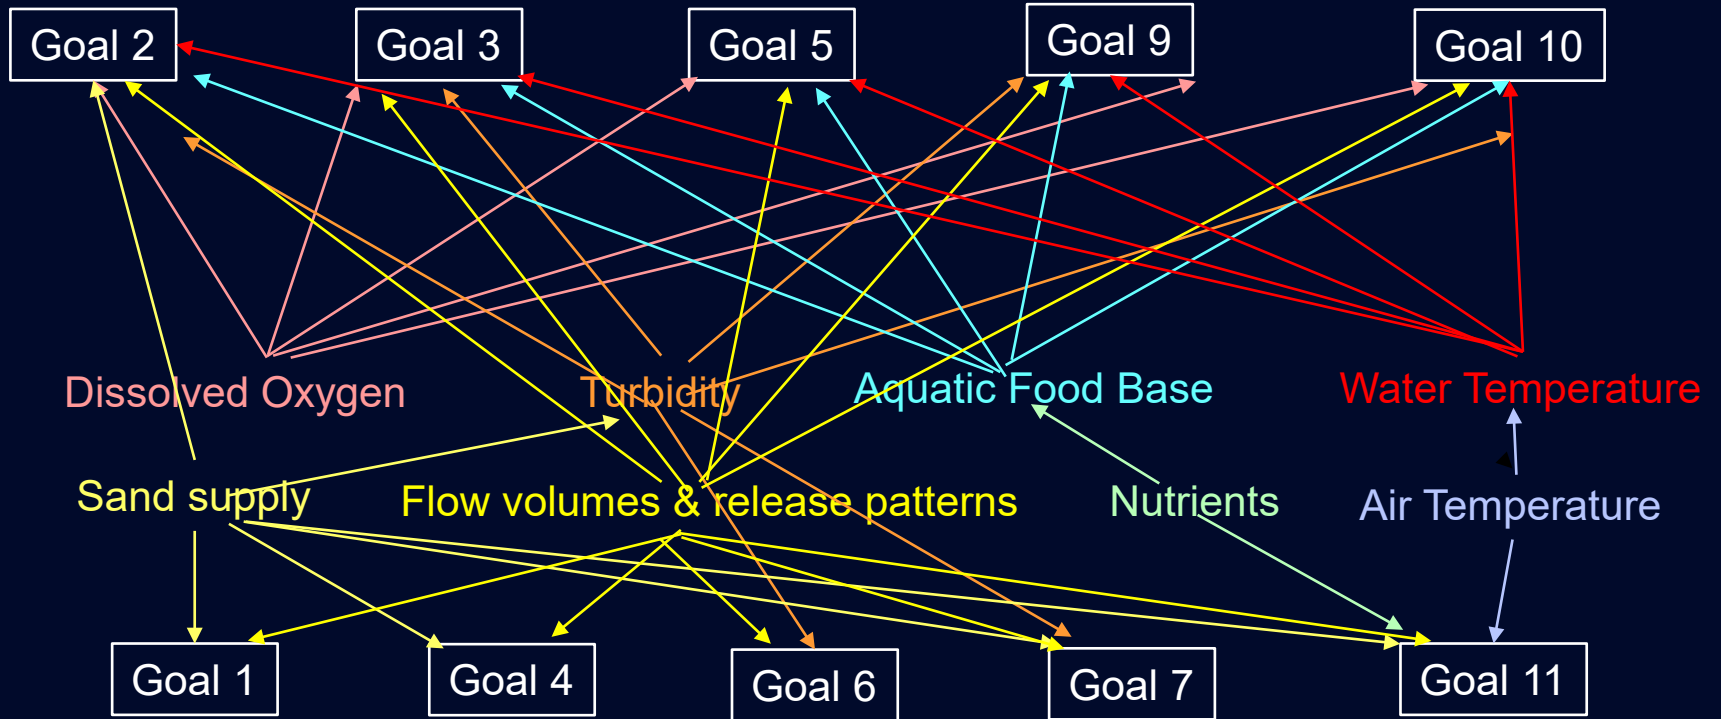 Goal 2
Goal 3
Goal 5
Goal 9
Goal 10
Dissolved Oxygen
Turbidity
Aquatic Food Base
Water Temperature
Sand supply
Flow volumes & release patterns
Nutrients
Air Temperature
Goal 1
Goal 4
Goal 6
Goal 7
Goal 11